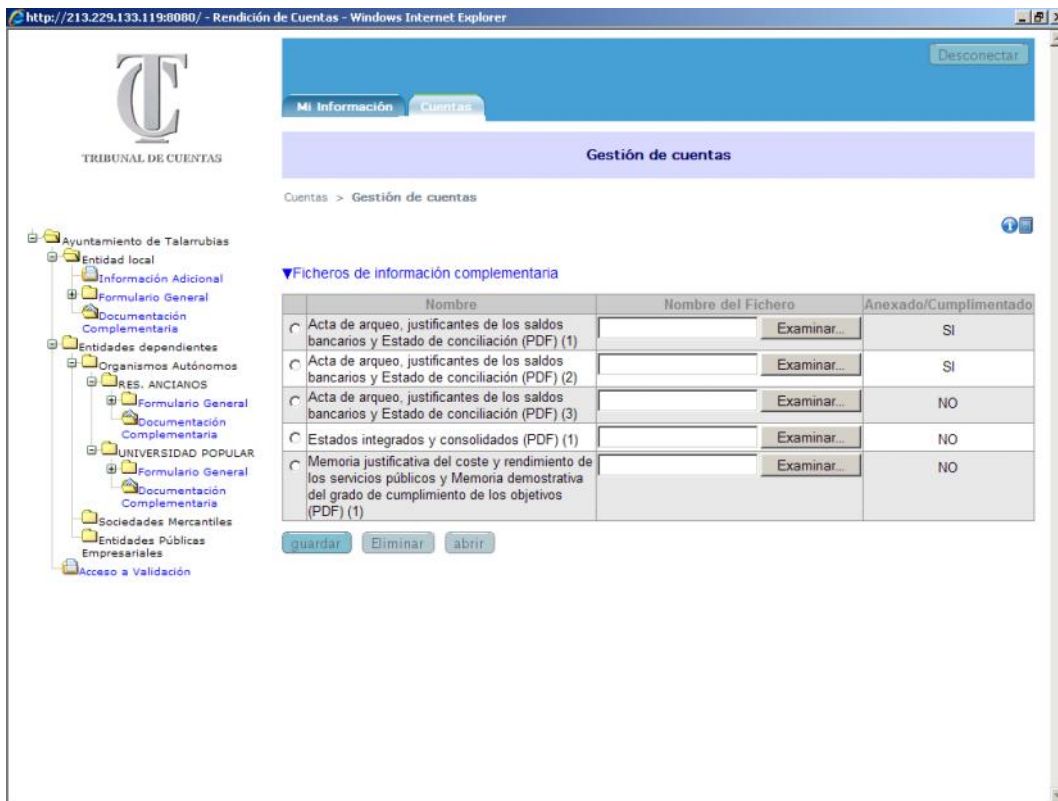 http://213.229.133.119:8080/ - Rendición de Cuentas - Windows Internet Explorer
TC
TRIBUNAL DE CUENTAS
Desconectar
Mi Información
Cuentas
Gestión de cuentas
Cuentas > Gestión de cuentas
Ayuntamiento de Talarrubias
Entidad local
Información Adicional
Formulario General
Documentación
Complementaria
Entidades dependientes
Organismos Autónomos
RES. ANCIANOS
Formulario General
Documentación
Complementaria
UNIVERSIDAD POPULAR
Formulario General
Documentación
Complementaria
Sociedades Mercantiles
Entidades Públicas
Empresariales
Acceso a Validación
▼Ficheros de información complementaria
Nombre Nombre del Fichero Anexado/Cumplimentado
Acta de arqueo, justificantes de los saldos
bancarios y Estado de conciliación (PDF) (1)
Examinar... SI
Acta de arqueo, justificantes de los saldos
bancarios y Estado de conciliación (PDF) (2)
Examinar... SI
Acta de arqueo, justificantes de los saldos
bancarios y Estado de conciliación (PDF) (3)
Examinar... NO
Estados integrados y consolidados (PDF) (1) Examinar... NO
Memoria justificativa del coste y rendimiento de
los servicios públicos y Memoria demostrativa
del grado de cumplimiento de los objetivos
(PDF) (1)
Examinar... NO
guardar Eliminar abrir